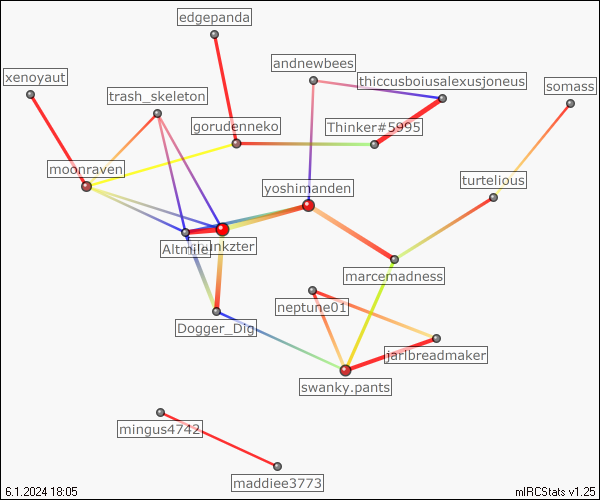 edgepanda
andnewbees
xenoyaut
thiccusboiusalexusjoneus
somass
trash_skeleton
gorudenneko
Thinker#5995
moonraven
turtelious
yoshimanden
Altmile
marcemadness
neptune01
Dogger_Dig
jarlbreadmaker
swanky.pants
mingus4742
maddiee3773
6.1.2024 18:05
mIRCStats v1.25